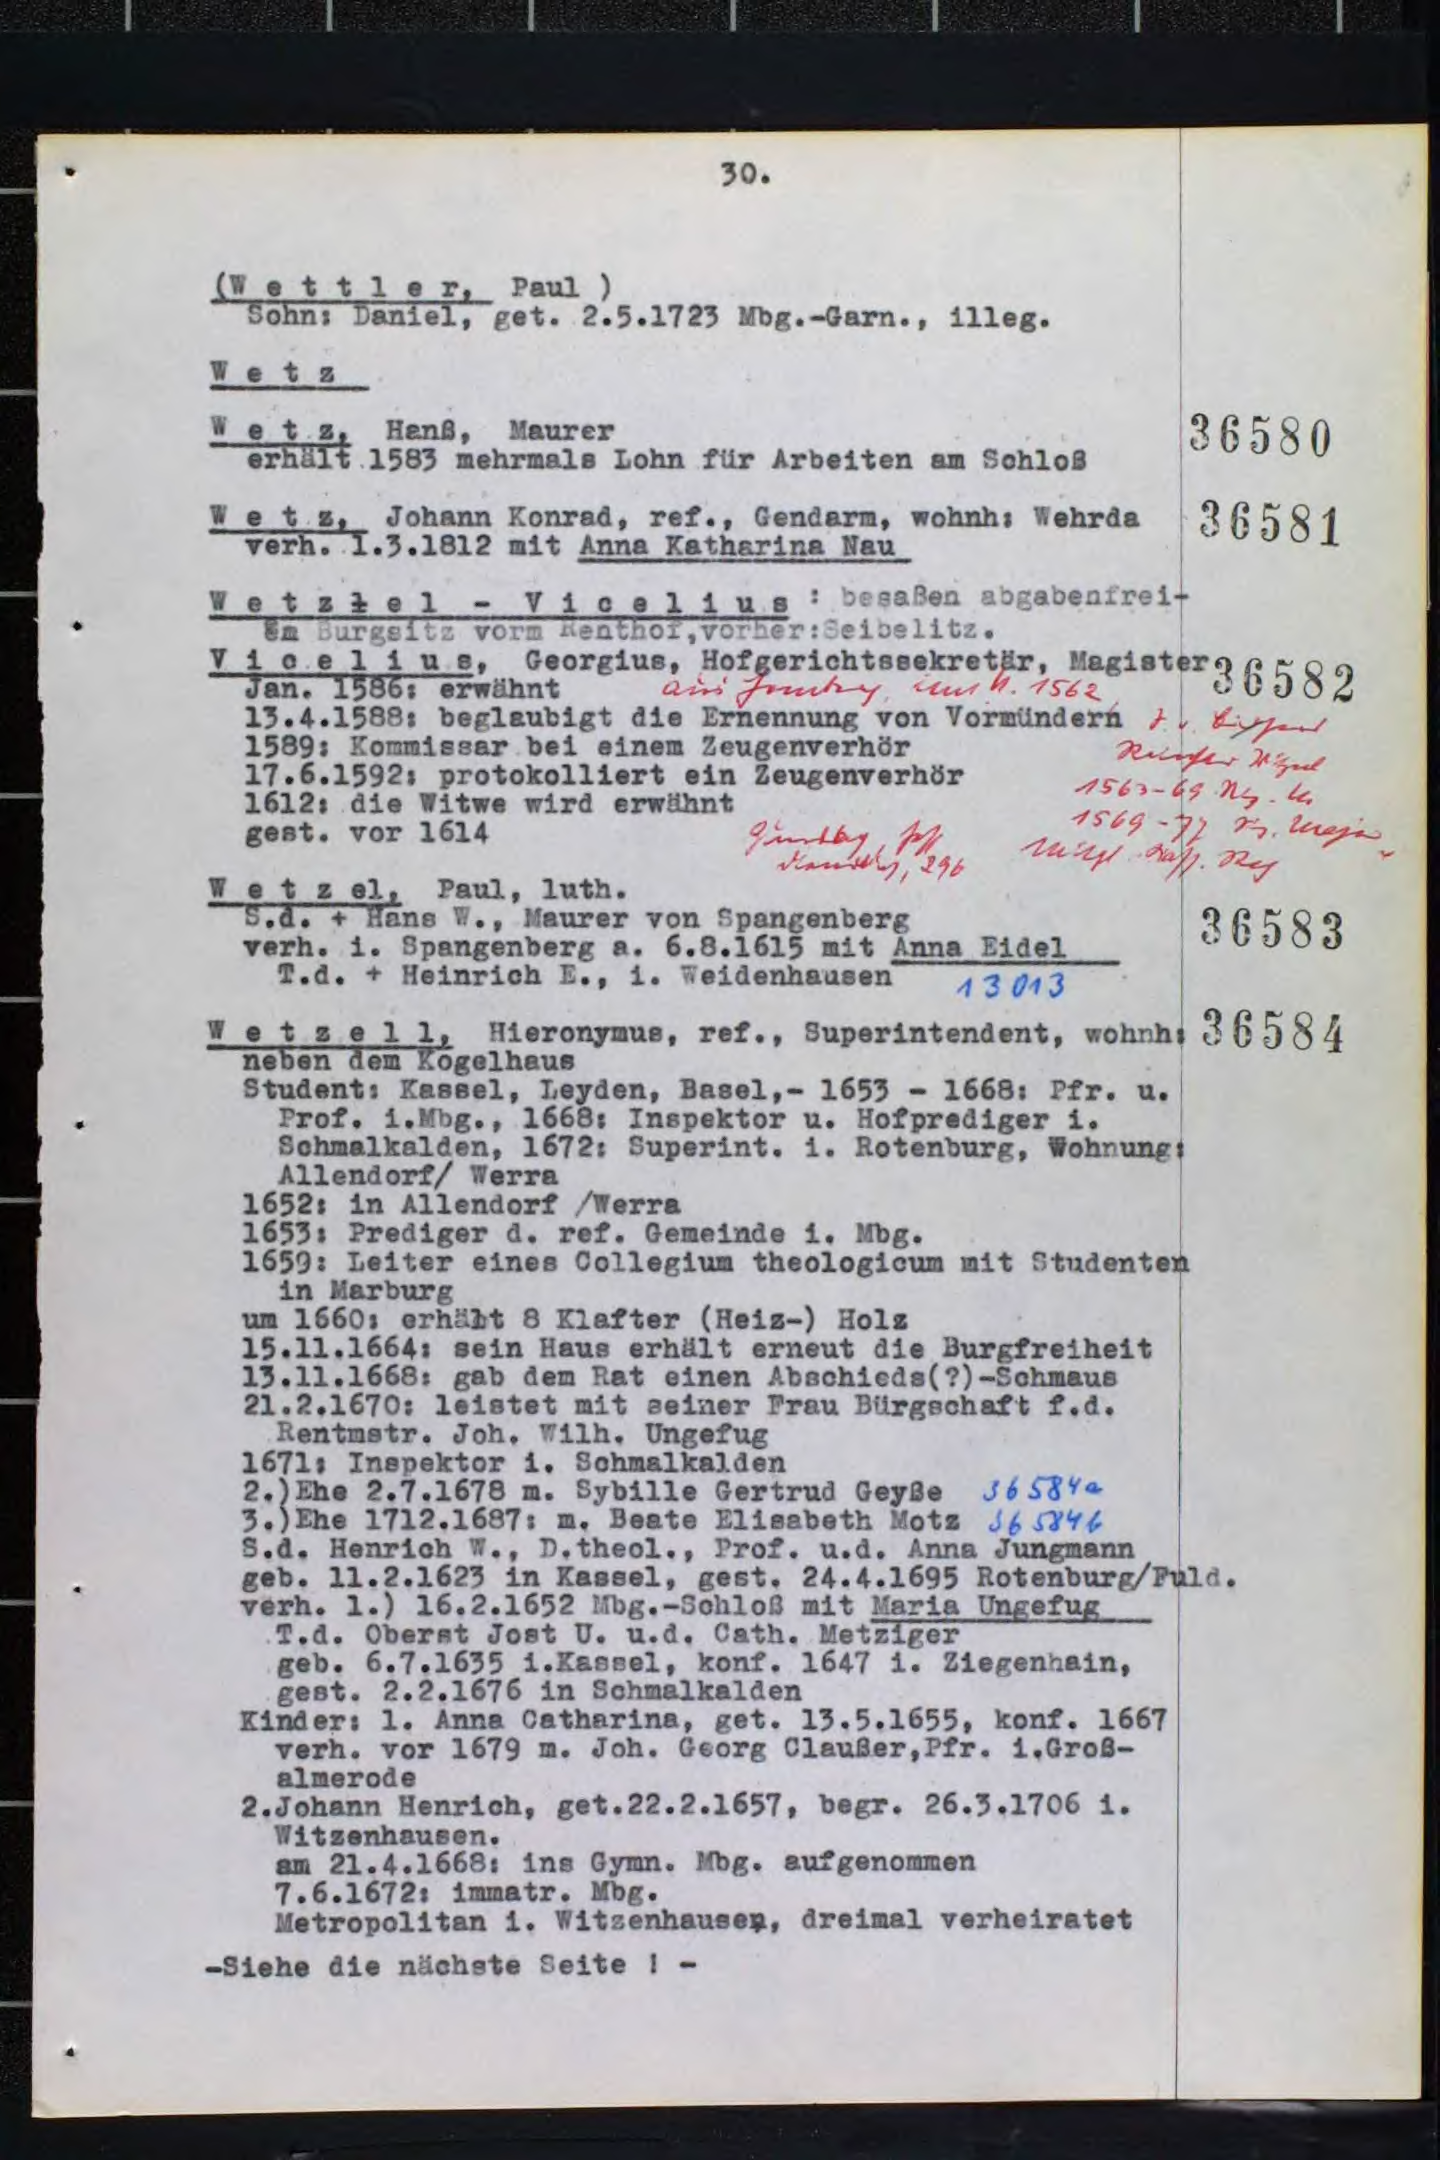 30.
(W e t t l e r, Paul )
Sohn: Daniel, get. 2.5.1723 Mbg.-Garn., illeg.
W e t z
W e t z, Hanß, Maurer 36580
erhält 1583 mehrmals Lohn für Arbeiten am Schloß
W e t z, Johann Konrad, ref., Gendarm, wohnh: Wehrda 36581
verh. 1.3.1812 mit Anna Katharina Nau
W e t z e l - V i c e l i u s : besaßen abgabenfrei-
em Burgsitz vorm Renthof,vorher:Seibelitz.
V i c e l i u s, Georgius, Hofgerichtssekretär, Magister 36582
Jan. 1586: erwähnt aus 1562
13.4.1588: beglaubigt die Ernennung von Vormündern
1589: Kommissar bei einem Zeugenverhör
17.6.1592: protokolliert ein Zeugenverhör 1563-69
1612: die Witwe wird erwähnt 1569-77
gest. vor 1614
296
W e t z el, Paul, luth.
S.d. + Hans W., Maurer von Spangenberg 36583
verh. i. Spangenberg a. 6.8.1615 mit Anna Eidel
T.d. + Heinrich E., i. Weidenhausen 13013
W e t z e l l, Hieronymus, ref., Superintendent, wohnh: 36584
neben dem Kogelhaus
Student: Kassel, Leyden, Basel,- 1653 - 1668: Pfr. u.
Prof. i.Mbg., 1668: Inspektor u. Hofprediger i.
Schmalkalden, 1672: Superint. i. Rotenburg, Wohnung:
Allendorf/ Werra
1652: in Allendorf /Werra
1653: Prediger d. ref. Gemeinde i. Mbg.
1659: Leiter eines Collegium theologicum mit Studenten
in Marburg
um 1660: erhält 8 Klafter (Heiz-) Holz
15.11.1664: sein Haus erhält erneut die Burgfreiheit
13.11.1668: gab dem Rat einen Abschieds(?)-Schmaus
21.2.1670: leistet mit seiner Frau Bürgschaft f.d.
Rentmstr. Joh. Wilh. Ungefug
1671: Inspektor i. Schmalkalden
2.)Ehe 2.7.1678 m. Sybille Gertrud Geyße 36584a
3.)Ehe 1712.1687: m. Beate Elisabeth Motz 36584b
S.d. Henrich W., D.theol., Prof. u.d. Anna Jungmann
geb. 11.2.1623 in Kassel, gest. 24.4.1695 Rotenburg/Fuld.
verh. 1.) 16.2.1652 Mbg.-Schloß mit Maria Ungefug
T.d. Oberst Jost U. u.d. Cath. Metziger
geb. 6.7.1635 i.Kassel, konf. 1647 i. Ziegenhain,
gest. 2.2.1676 in Schmalkalden
Kinder: 1. Anna Catharina, get. 13.5.1655, konf. 1667
verh. vor 1679 m. Joh. Georg Claußer,Pfr. i.Groß-
almerode
2.Johann Henrich, get.22.2.1657, begr. 26.3.1706 i.
Witzenhausen.
am 21.4.1668: ins Gymn. Mbg. aufgenommen
7.6.1672: immatr. Mbg.
Metropolitan i. Witzenhausen, dreimal verheiratet
-Siehe die nächste Seite ! -